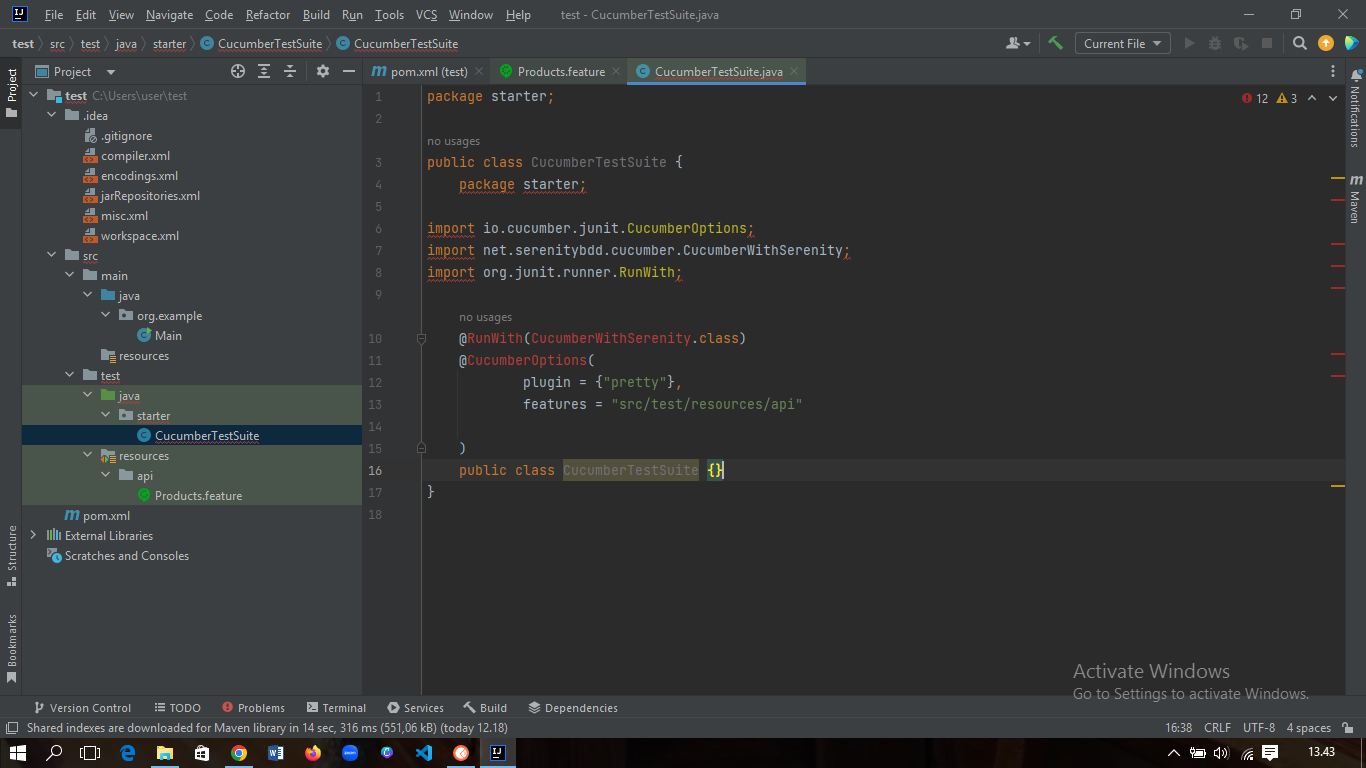 File Edit View Navigate Code Refactor Build Run Tools VCS Window Help test - CucumberTestSuite.java
test src test java starter CucumberTestSuite CucumberTestSuite Current File
Project Project pom.xml (test) Products.feature CucumberTestSuite.java
test C:\Users\user\test
.idea
.gitignore
compiler.xml
encodings.xml
jarRepositories.xml
misc.xml
workspace.xml
src
main
java
org.example
Main
resources
test
java
starter
CucumberTestSuite
resources
api
Products.feature
pom.xml
External Libraries
Scratches and Consoles
Structure
Bookmarks
12 3
1 package starter;
2
no usages
3 public class CucumberTestSuite {
4 package starter;
5
6 import io.cucumber.junit.CucumberOptions;
7 import net.serenitybdd.cucumber.CucumberWithSerenity;
8 import org.junit.runner.RunWith;
9
no usages
10 @RunWith(CucumberWithSerenity.class)
11 @CucumberOptions(
12 plugin = {"pretty"},
13 features = "src/test/resources/api"
14
15 )
16 public class CucumberTestSuite {}
17 }
18
Notifications
Maven
Activate Windows
Go to Settings to activate Windows.
Version Control TODO Problems Terminal Services Build Dependencies
Shared indexes are downloaded for Maven library in 14 sec, 316 ms (551,06 kB) (today 12.18) 16:38 CRLF UTF-8 4 spaces
13.43